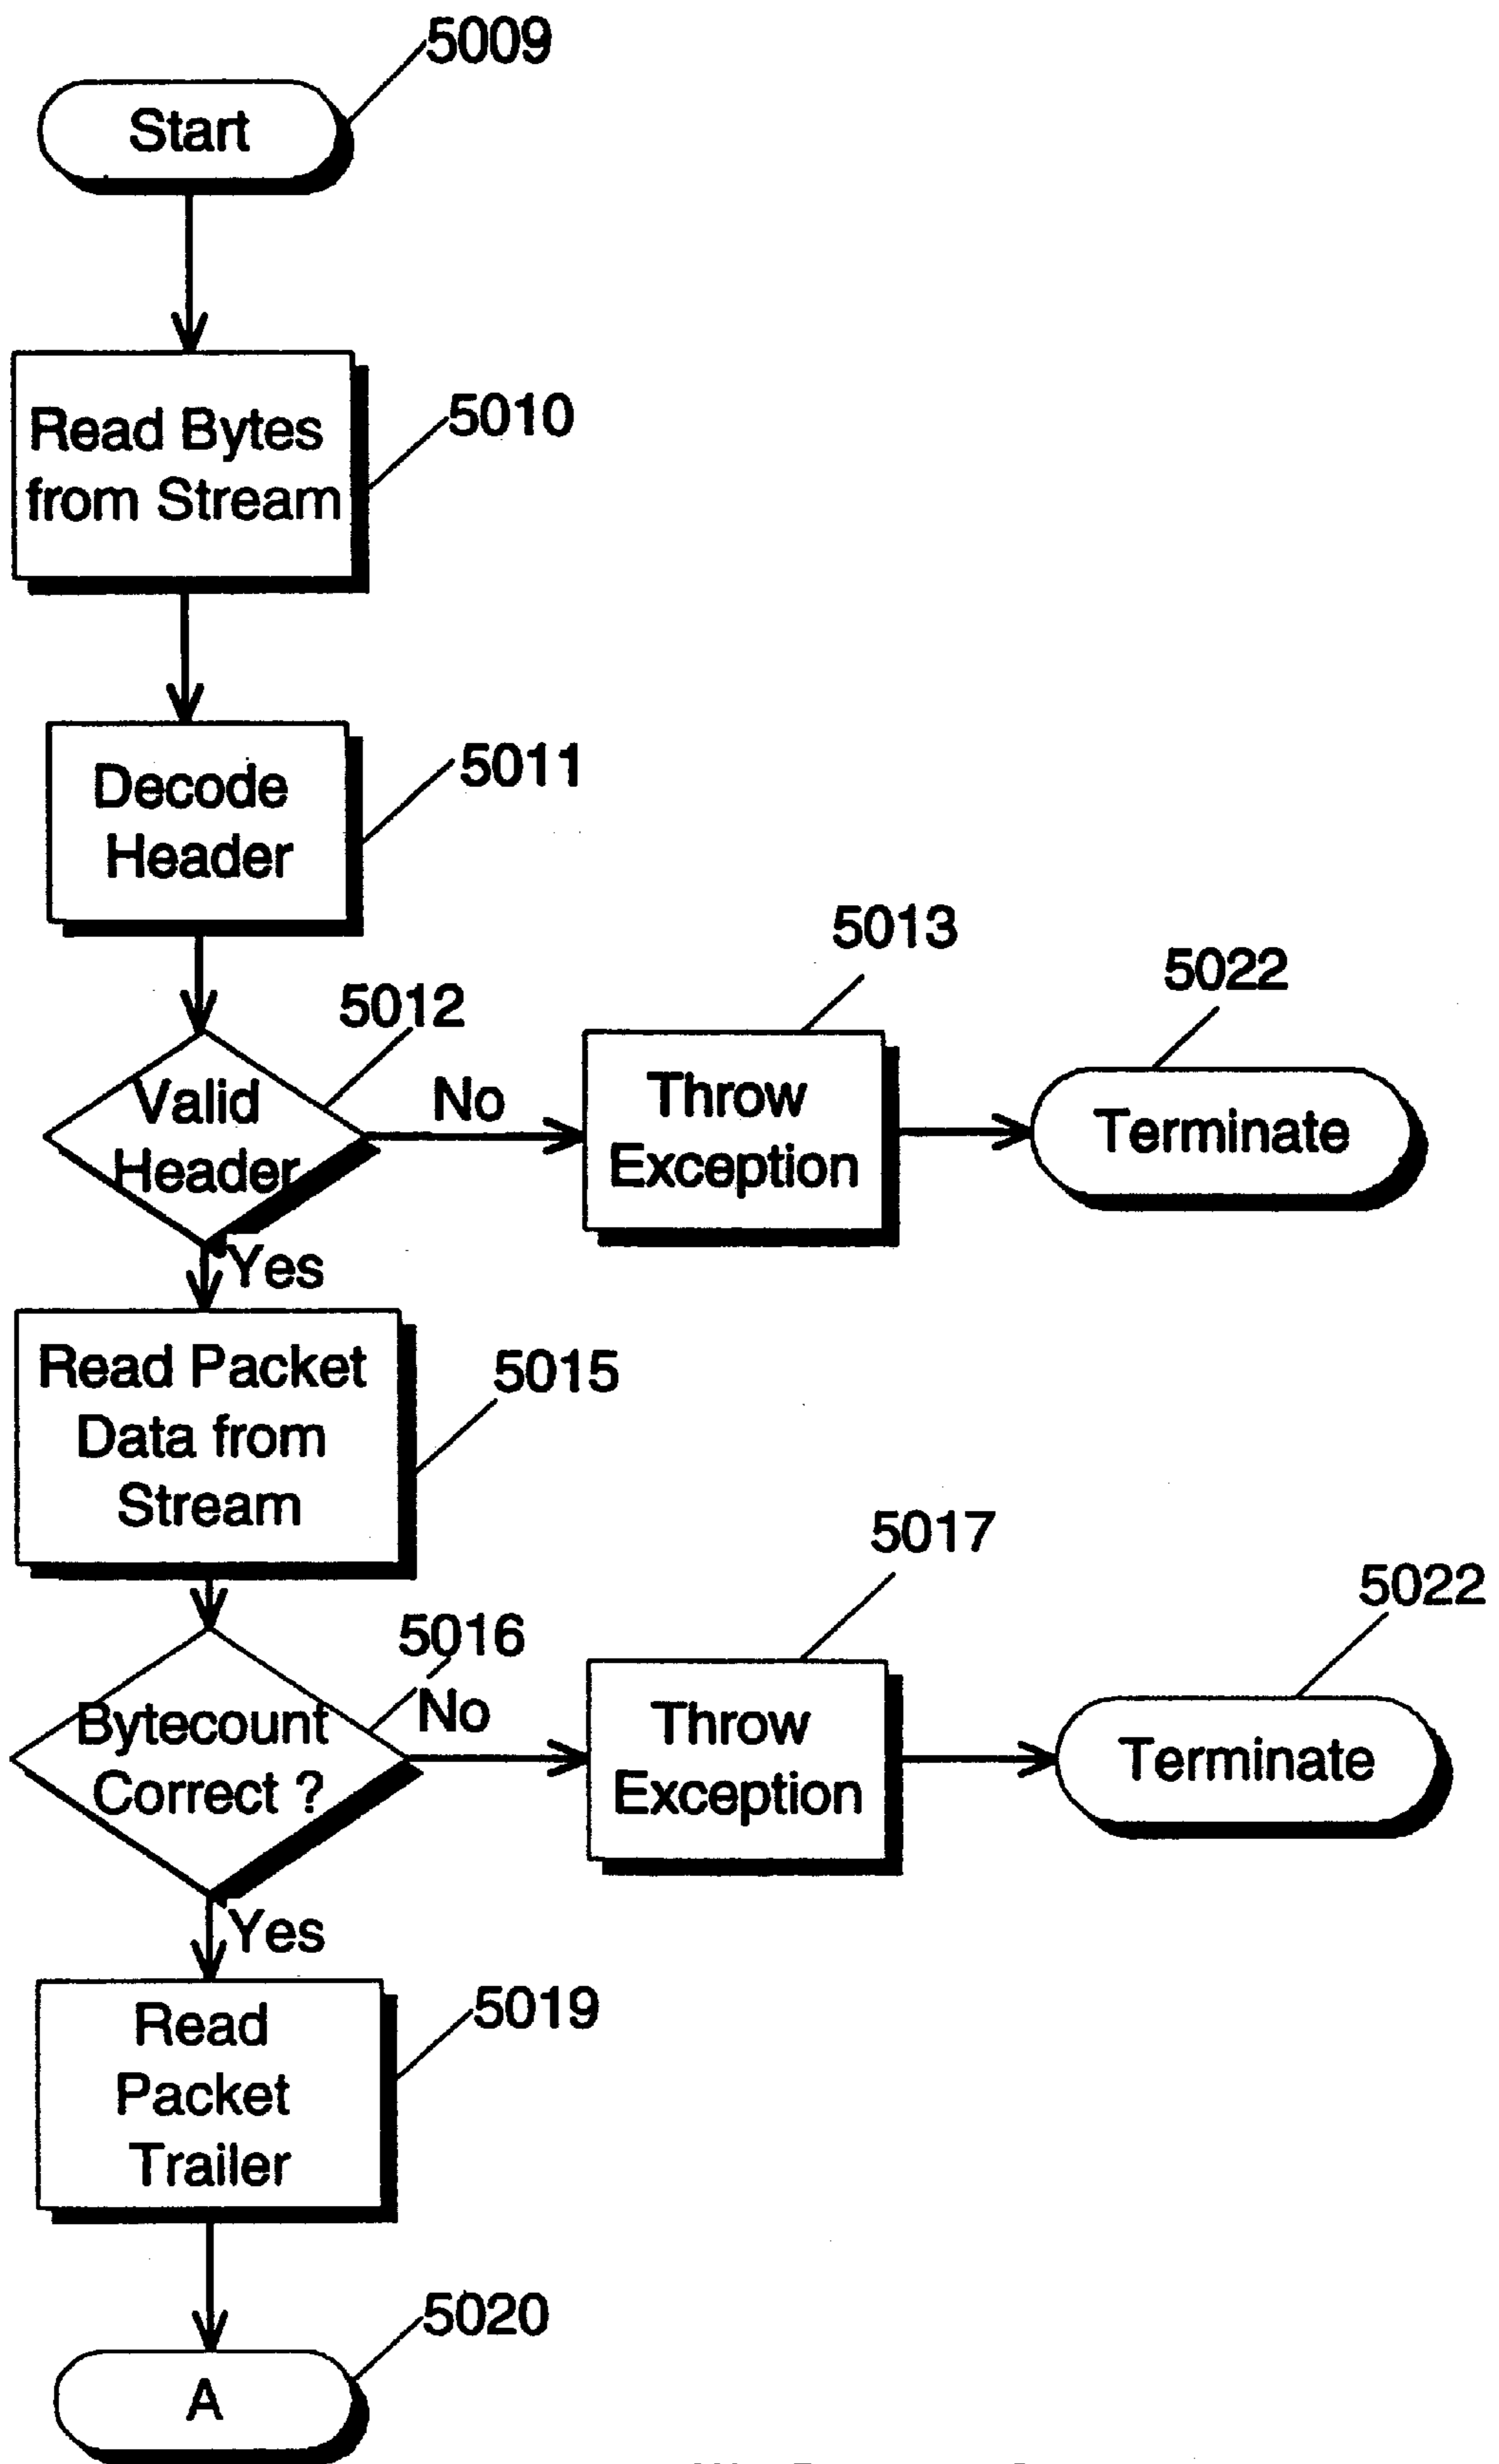 5009
Start
5010
Read Bytes
from Stream
5011
Decode
Header
5013
5022
5012
Valid
Header
No
Throw
Exception
Terminate
Yes
Read Packet
Data from
Stream
5015
5017
5022
5016
Bytecount
Correct ?
No
Throw
Exception
Terminate
Yes
Read
Packet
Trailer
5019
5020
A